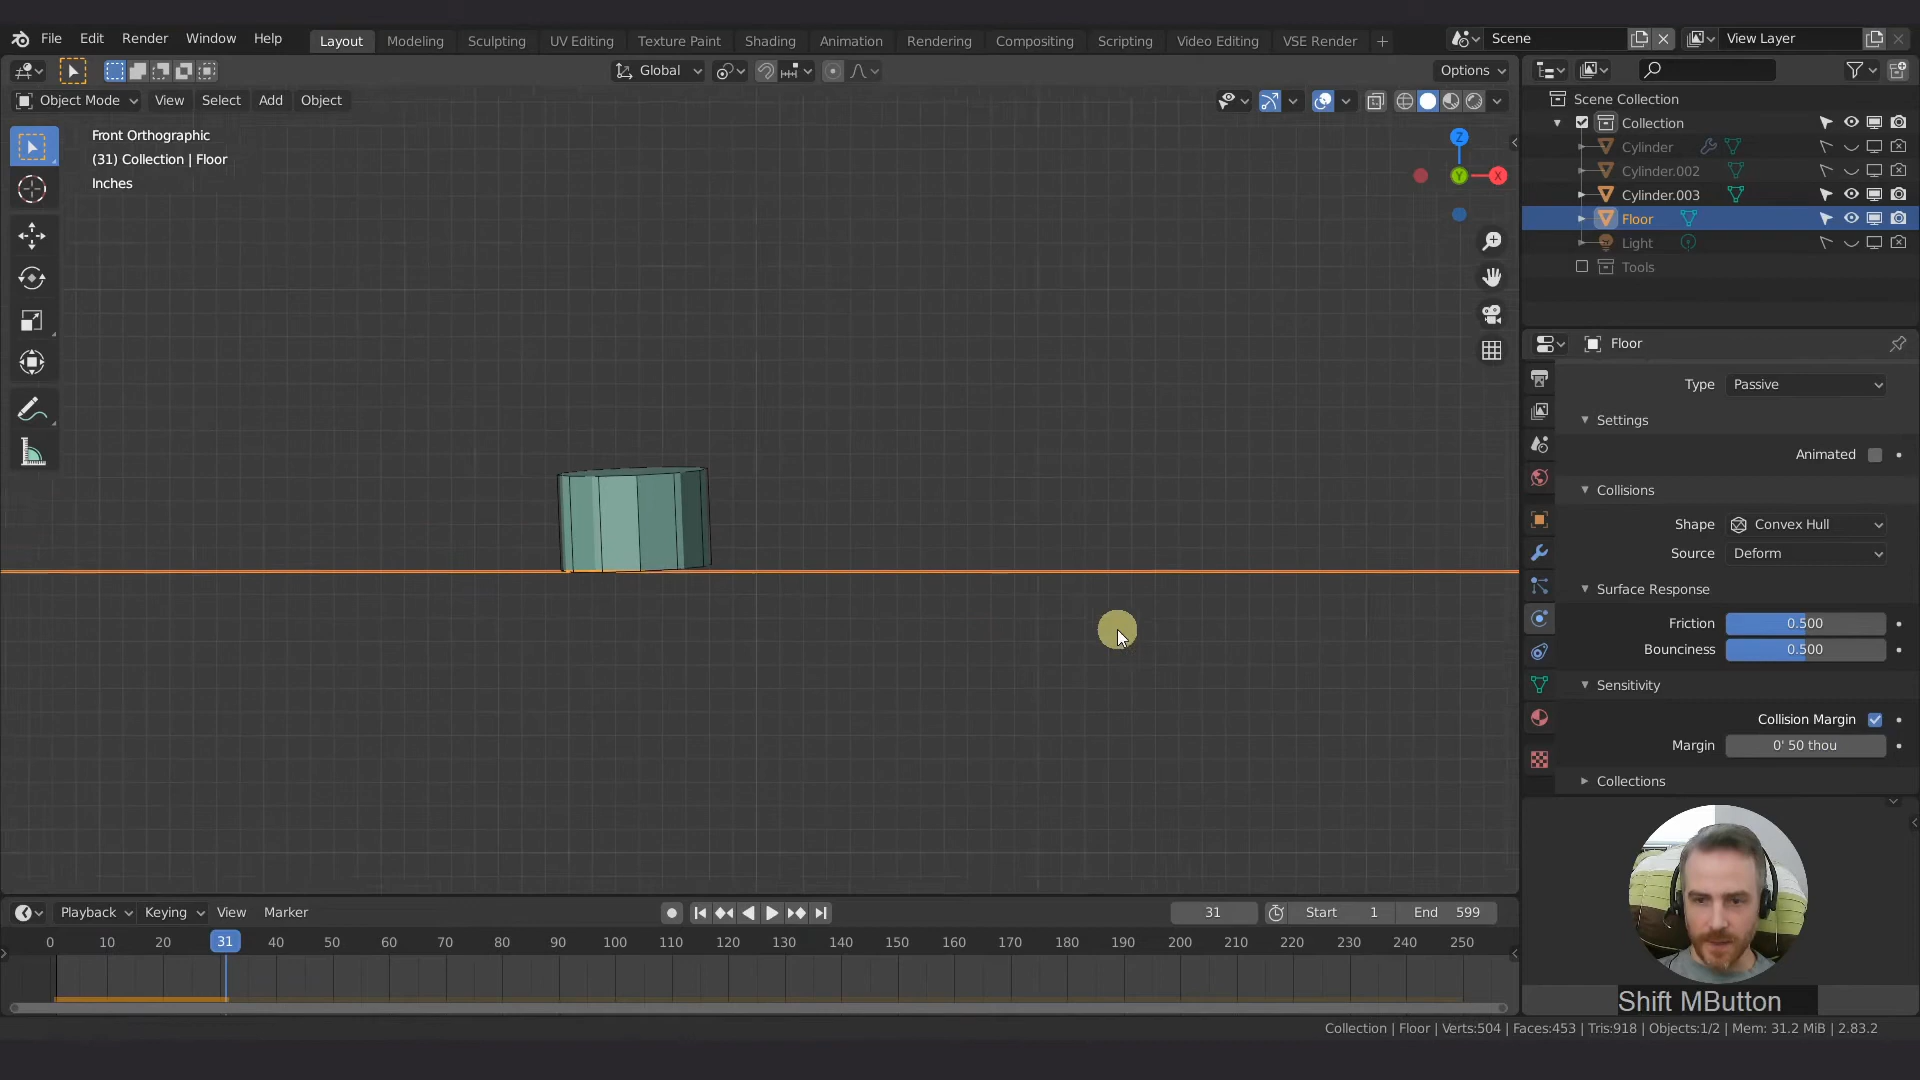 File Edit Render Window Help
Layout Modeling Sculpting UV Editing Texture Paint Shading Animation Rendering Compositing Scripting Video Editing VSE Render +
Scene
View Layer
Global
Options
Object Mode View Select Add Object
Front Orthographic
(31) Collection | Floor
Inches
Z
Y
X
Scene Collection
Collection
Cylinder
Cylinder.002
Cylinder.003
Floor
Light
Tools
Floor
Type Passive
Settings
Animated
Collisions
Shape Convex Hull
Source Deform
Surface Response
Friction 0.500
Bounciness 0.500
Sensitivity
Collision Margin
Margin 0' 50 thou
Collections
Playback Keying View Marker
31 Start 1 End 599
0 10 20 31 40 50 60 70 80 90 100 110 120 130 140 150 160 170 180 190 200 210 220 230 240 250
Shift MButton
Collection | Floor | Verts:504 | Faces:453 | Tris:918 | Objects:1/2 | Mem: 31.2 MiB | 2.83.2